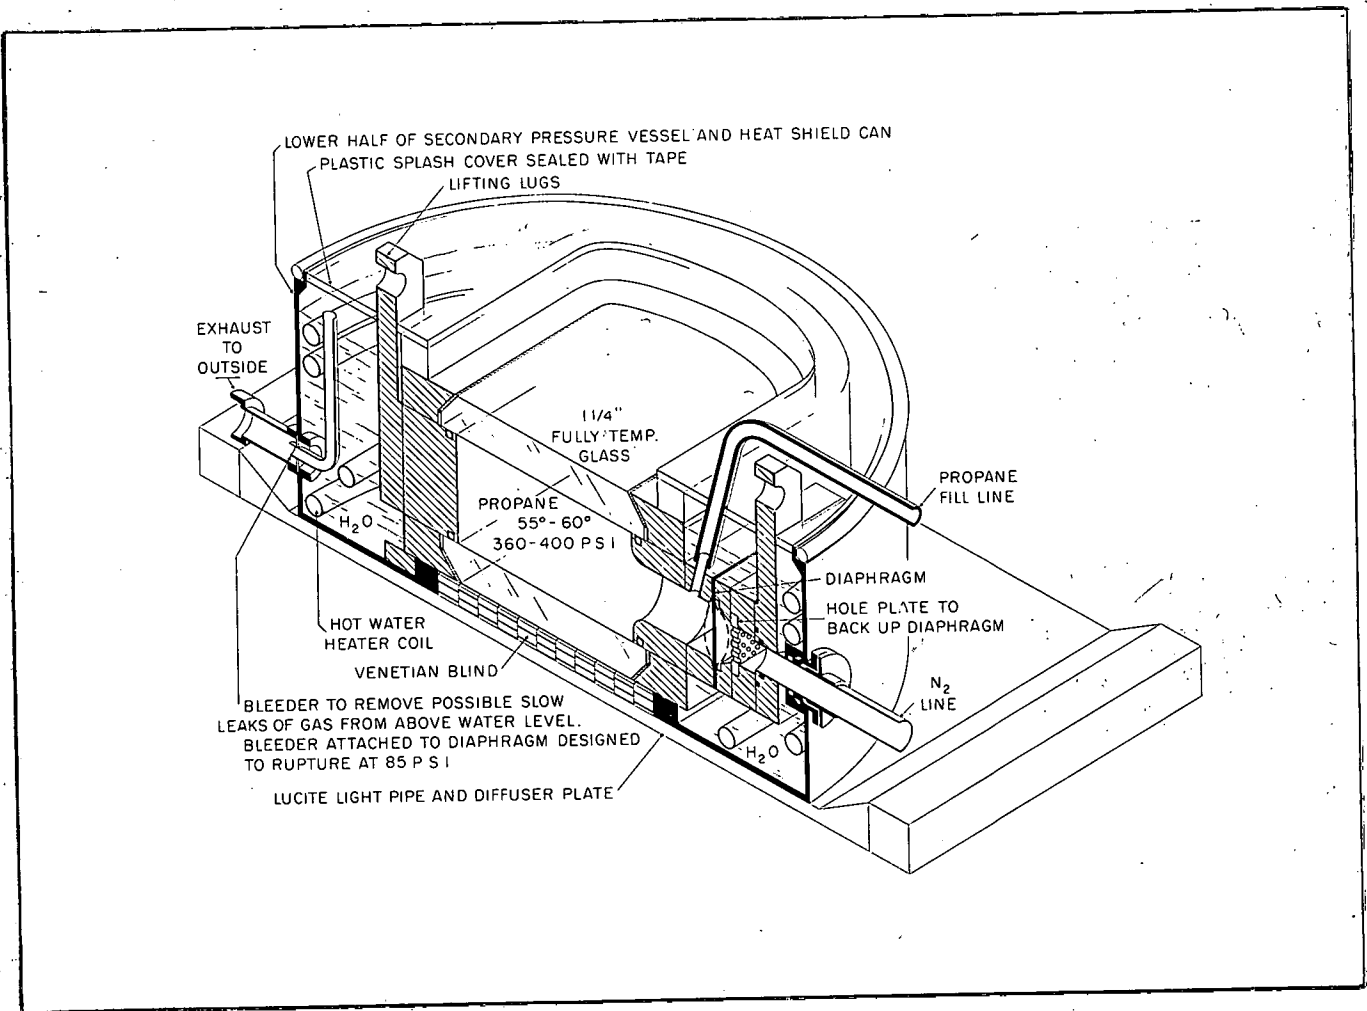 LOWER HALF OF SECONDARY PRESSURE VESSEL AND HEAT SHIELD CAN
PLASTIC SPLASH COVER SEALED WITH TAPE
LIFTING LUGS
EXHAUST
TO
OUTSIDE
1 1/4"
FULLY TEMP.
GLASS
PROPANE
FILL LINE
PROPANE
55°-60°
360-400 PSI
H2O
DIAPHRAGM
HOLE PLATE TO
BACK UP DIAPHRAGM
HOT WATER
HEATER COIL
VENETIAN BLIND
N2
LINE
BLEEDER TO REMOVE POSSIBLE SLOW
LEAKS OF GAS FROM ABOVE WATER LEVEL.
BLEEDER ATTACHED TO DIAPHRAGM DESIGNED
TO RUPTURE AT 85 PSI
H2O
LUCITE LIGHT PIPE AND DIFFUSER PLATE